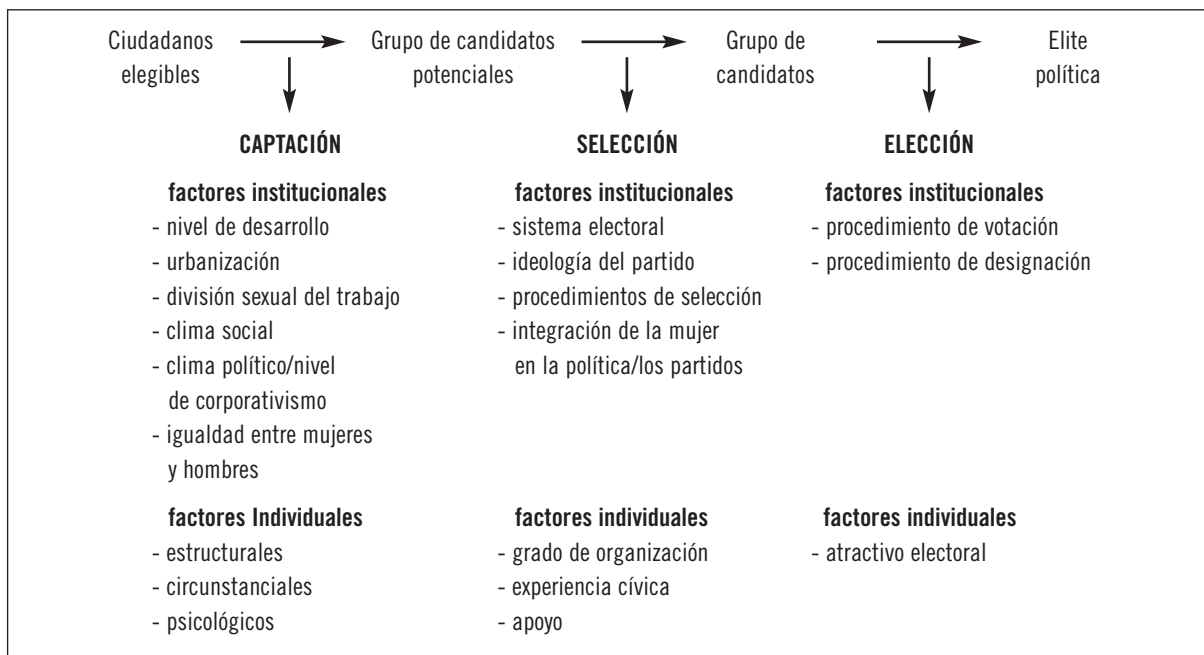 Ciudadanos elegibles
Grupo de candidatos potenciales
Grupo de candidatos
Elite política
CAPTACIÓN
factores institucionales
- nivel de desarrollo
- urbanización
- división sexual del trabajo
- clima social
- clima político/nivel
de corporativismo
- igualdad entre mujeres
y hombres
factores Individuales
- estructurales
- circunstanciales
- psicológicos
SELECCIÓN
factores institucionales
- sistema electoral
- ideología del partido
- procedimientos de selección
- integración de la mujer
en la política/los partidos
factores individuales
- grado de organización
- experiencia cívica
- apoyo
ELECCIÓN
factores institucionales
- procedimiento de votación
- procedimiento de designación
factores individuales
- atractivo electoral